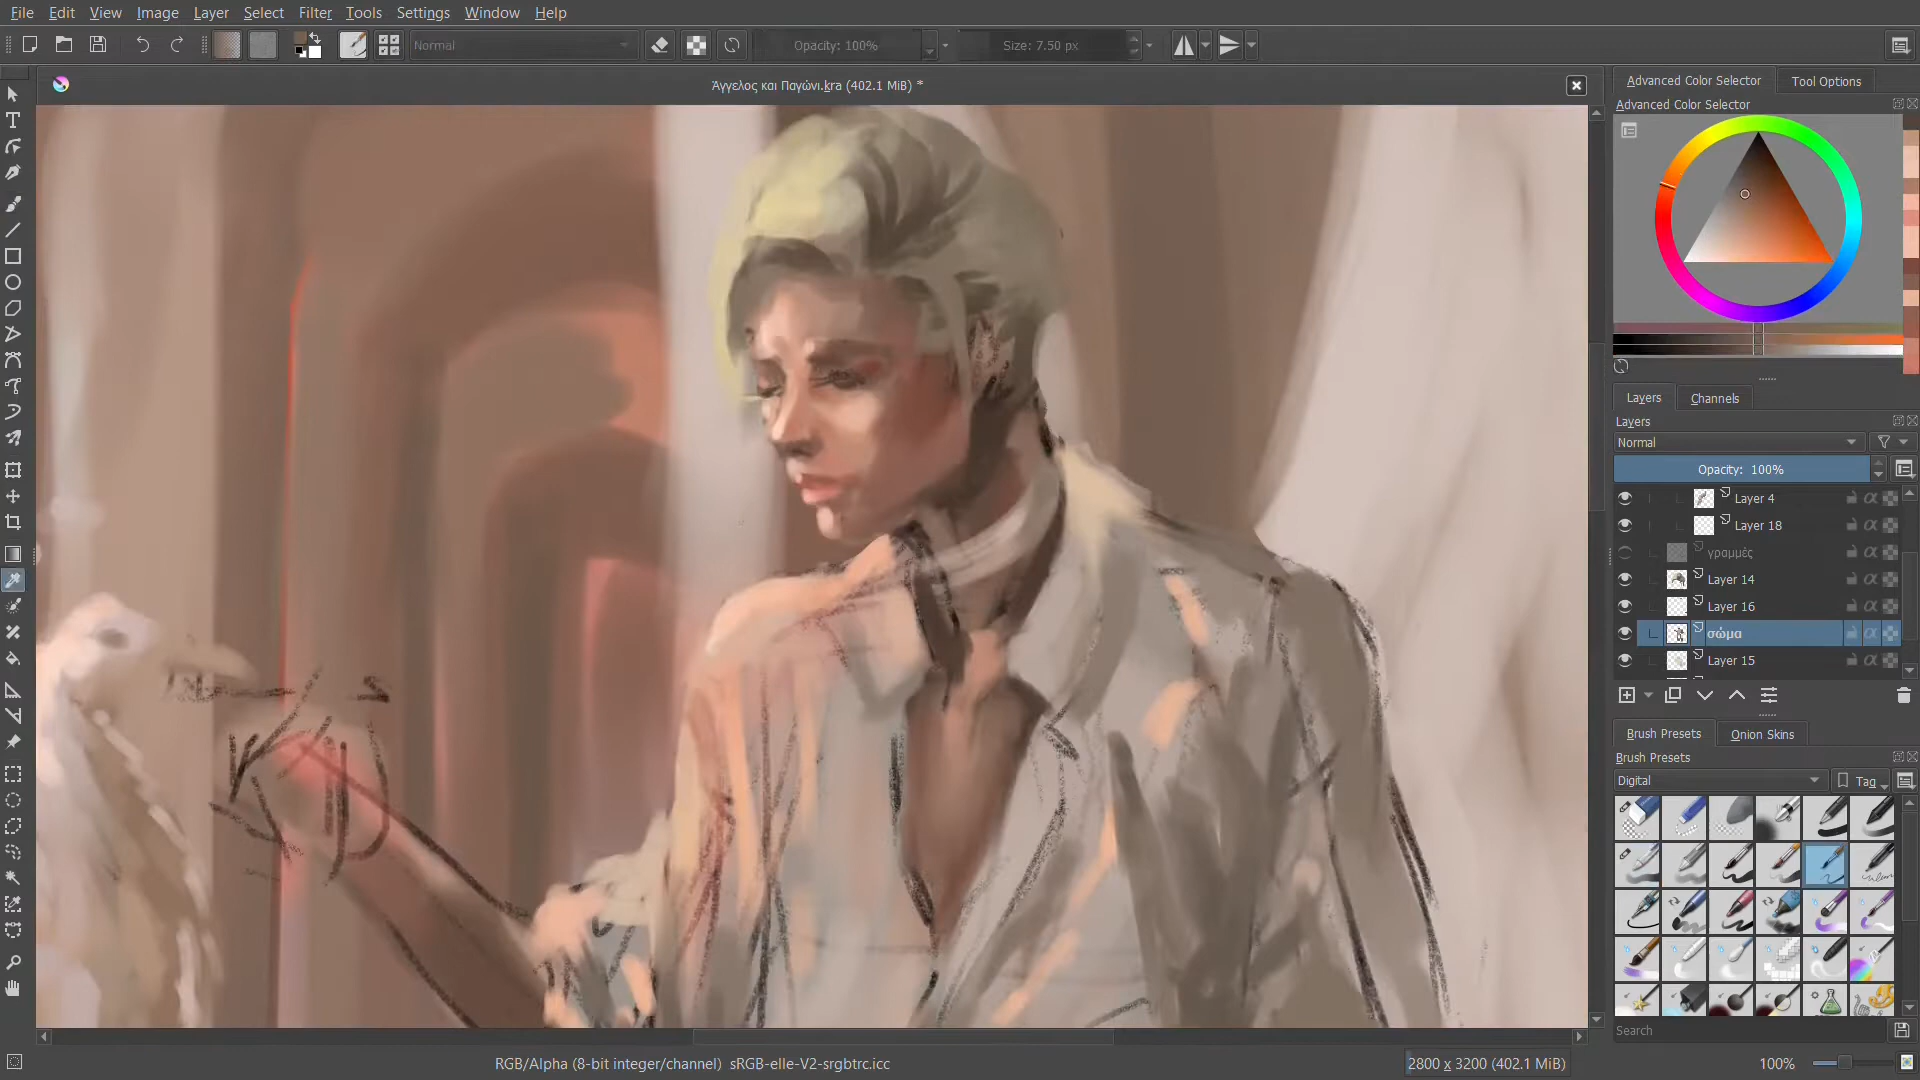 File Edit View Image Layer Select Filter Tools Settings Window Help
Normal Opacity: 100% Size: 7.50 px
Άγγελος και Παγώνι.kra (402.1 MiB) *
Advanced Color Selector Tool Options
Advanced Color Selector
Layers Channels
Layers
Normal
Opacity: 100%
Layer 4
Layer 18
γραμμές
Layer 14
Layer 16
σώμα
Layer 15
Brush Presets Onion Skins
Brush Presets
Digital Tag
Search
RGB/Alpha (8-bit integer/channel) sRGB-elle-V2-srgbtrc.icc 2800 x 3200 (402.1 MiB) 100%